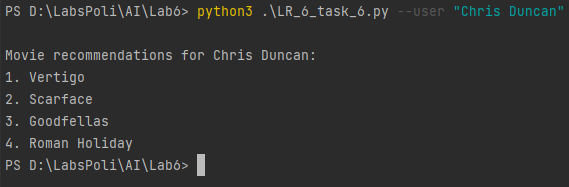 PS D:\LabsPoli\AI\Lab6> python3 .\LR_6_task_6.py --user "Chris Duncan"
Movie recommendations for Chris Duncan:
1. Vertigo
2. Scarface
3. Goodfellas
4. Roman Holiday
PS D:\LabsPoli\AI\Lab6>